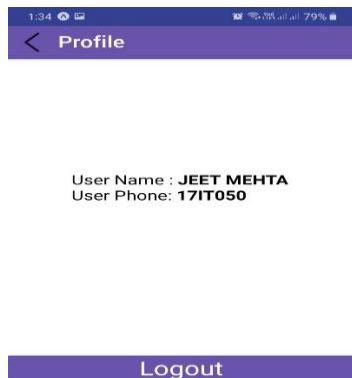 1:34 79%
Profile
User Name : JEET MEHTA
User Phone: 17IT050
Logout